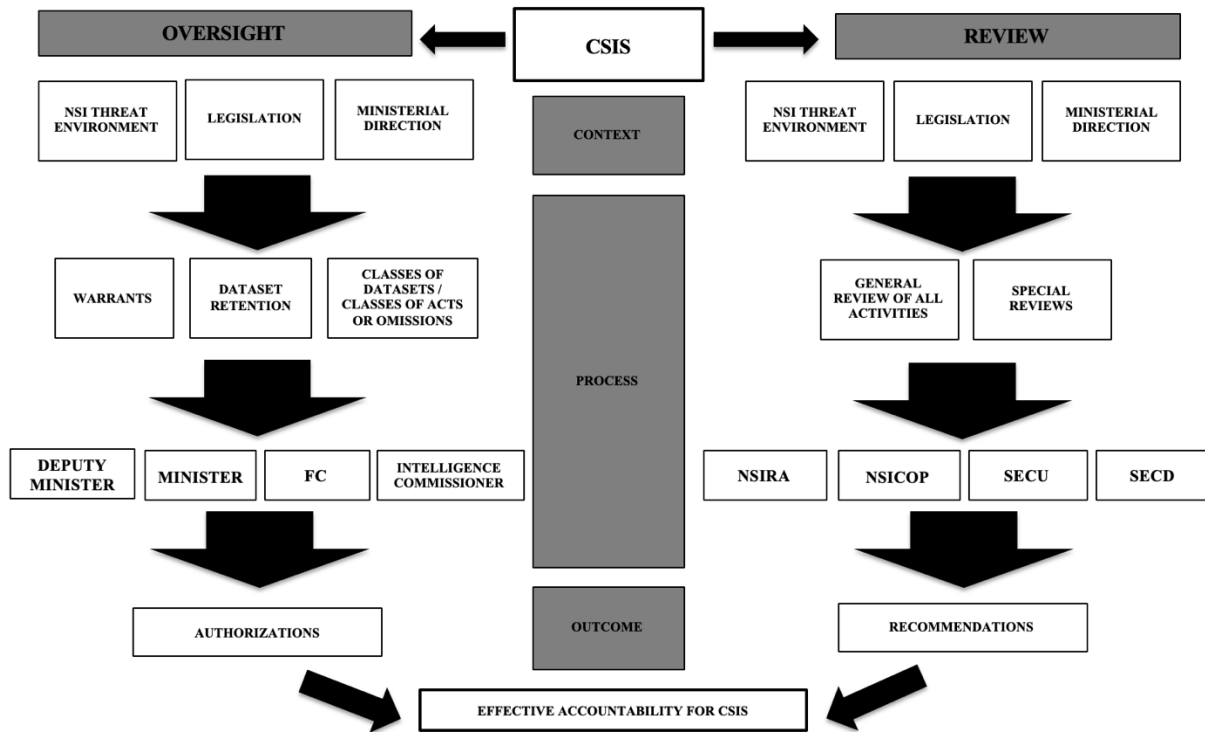 OVERSIGHT
CSIS
REVIEW
NSI THREAT
ENVIRONMENT
LEGISLATION
MINISTERIAL
DIRECTION
CONTEXT
NSI THREAT
ENVIRONMENT
LEGISLATION
MINISTERIAL
DIRECTION
WARRANTS
DATASET
RETENTION
CLASSES OF
DATASETS /
CLASSES OF ACTS
OR OMISSIONS
PROCESS
GENERAL
REVIEW OF ALL
ACTIVITIES
SPECIAL
REVIEWS
DEPUTY
MINISTER
MINISTER
FC
INTELLIGENCE
COMMISSIONER
NSIRA
NSICOP
SECU
SECD
AUTHORIZATIONS
OUTCOME
RECOMMENDATIONS
EFFECTIVE ACCOUNTABILITY FOR CSIS